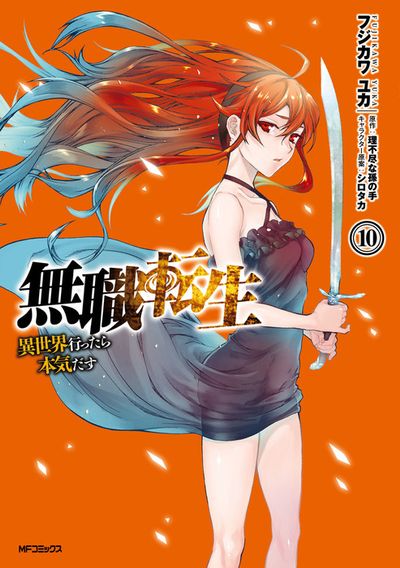 フジカワ ユカ
FUJIKAWA YUKA
原作:理不尽な孫の手
キャラクター原案:シロタカ
10
無職転生
異世界行ったら
本気だす
MFコミックス